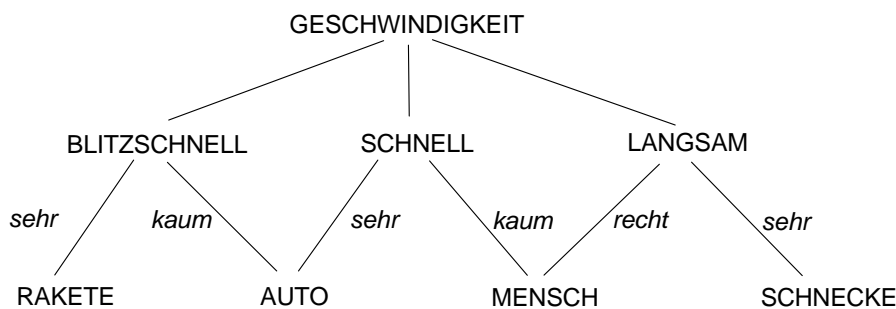 GESCHWINDIGKEIT
BLITZSCHNELL SCHNELL LANGSAM
sehr kaum sehr kaum recht sehr
RAKETE AUTO MENSCH SCHNECKE